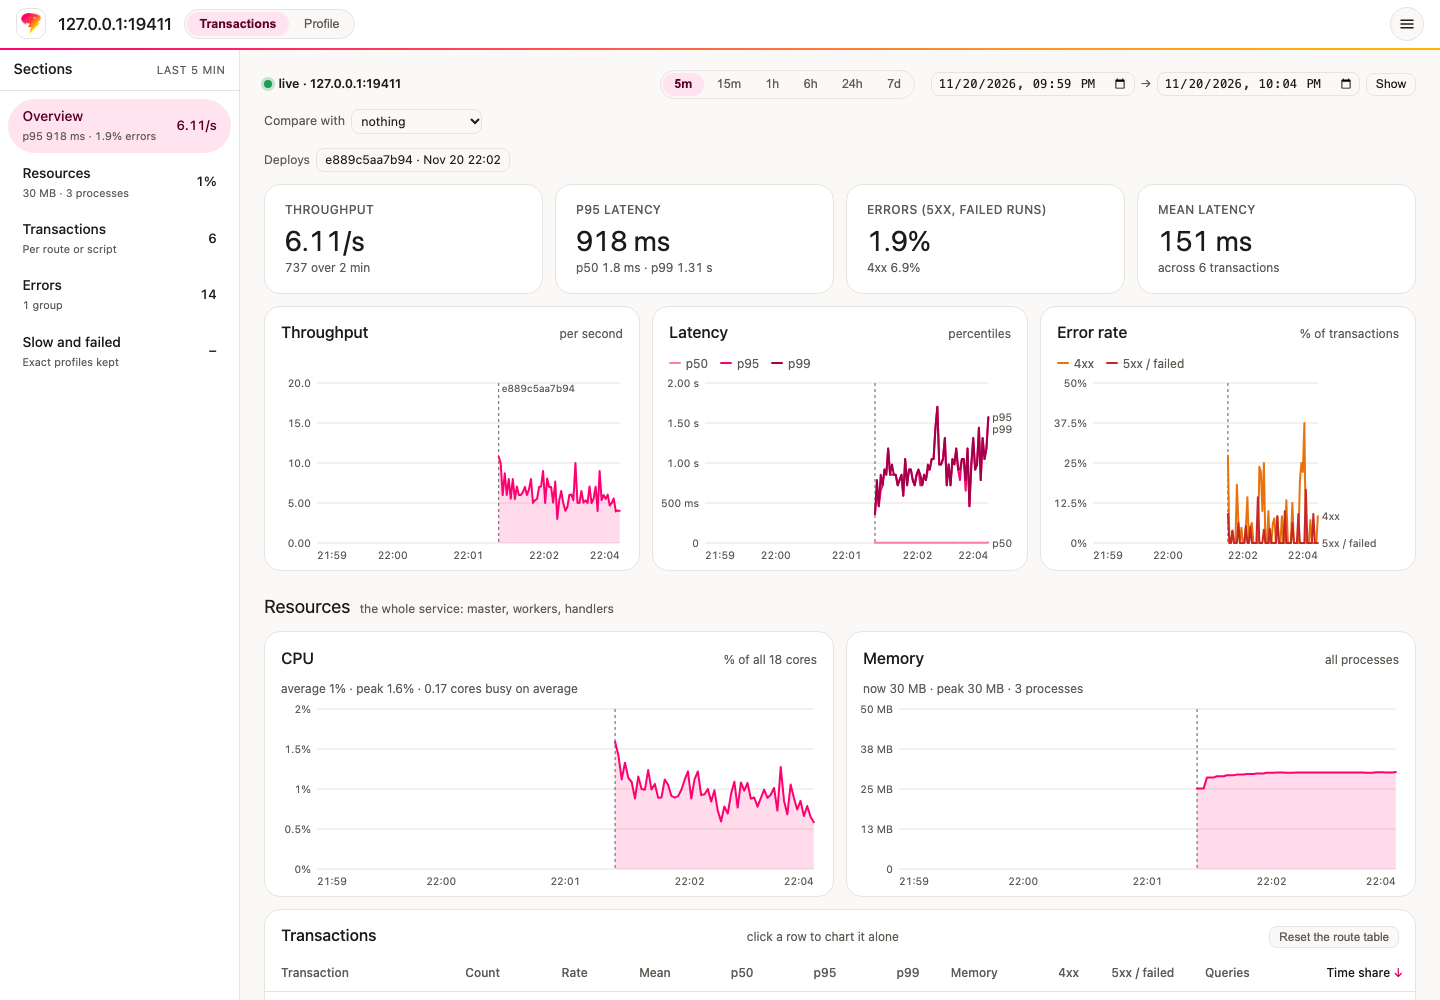 127.0.0.1:19411 Transactions Profile
Sections LAST 5 MIN
Overview 6.11/s
p95 918 ms · 1.9% errors
Resources 1%
30 MB · 3 processes
Transactions 6
Per route or script
Errors 14
1 group
Slow and failed –
Exact profiles kept
live · 127.0.0.1:19411 5m 15m 1h 6h 24h 7d 11/20/2026, 09:59 PM → 11/20/2026, 10:04 PM Show
Compare with nothing
Deploys e889c5aa7b94 · Nov 20 22:02
THROUGHPUT
6.11/s
737 over 2 min
P95 LATENCY
918 ms
p50 1.8 ms · p99 1.31 s
ERRORS (5XX, FAILED RUNS)
1.9%
4xx 6.9%
MEAN LATENCY
151 ms
across 6 transactions
Throughput per second
20.0
e889c5aa7b94
15.0
10.0
5.00
0.00
21:59 22:00 22:01 22:02 22:04
Latency percentiles
p50 p95 p99
2.00 s
1.50 s
p95
p99
1.00 s
500 ms
0
p50
21:59 22:00 22:01 22:02 22:04
Error rate % of transactions
4xx 5xx / failed
50%
37.5%
25%
12.5%
4xx
0%
5xx / failed
21:59 22:00 22:02 22:04
Resources the whole service: master, workers, handlers
CPU % of all 18 cores
average 1% · peak 1.6% · 0.17 cores busy on average
2%
1.5%
1%
0.5%
0%
21:59 22:00 22:01 22:02 22:04
Memory all processes
now 30 MB · peak 30 MB · 3 processes
50 MB
38 MB
25 MB
13 MB
0
21:59 22:00 22:01 22:02 22:04
Transactions click a row to chart it alone Reset the route table
Transaction Count Rate Mean p50 p95 p99 Memory 4xx 5xx / failed Queries Time share ↓